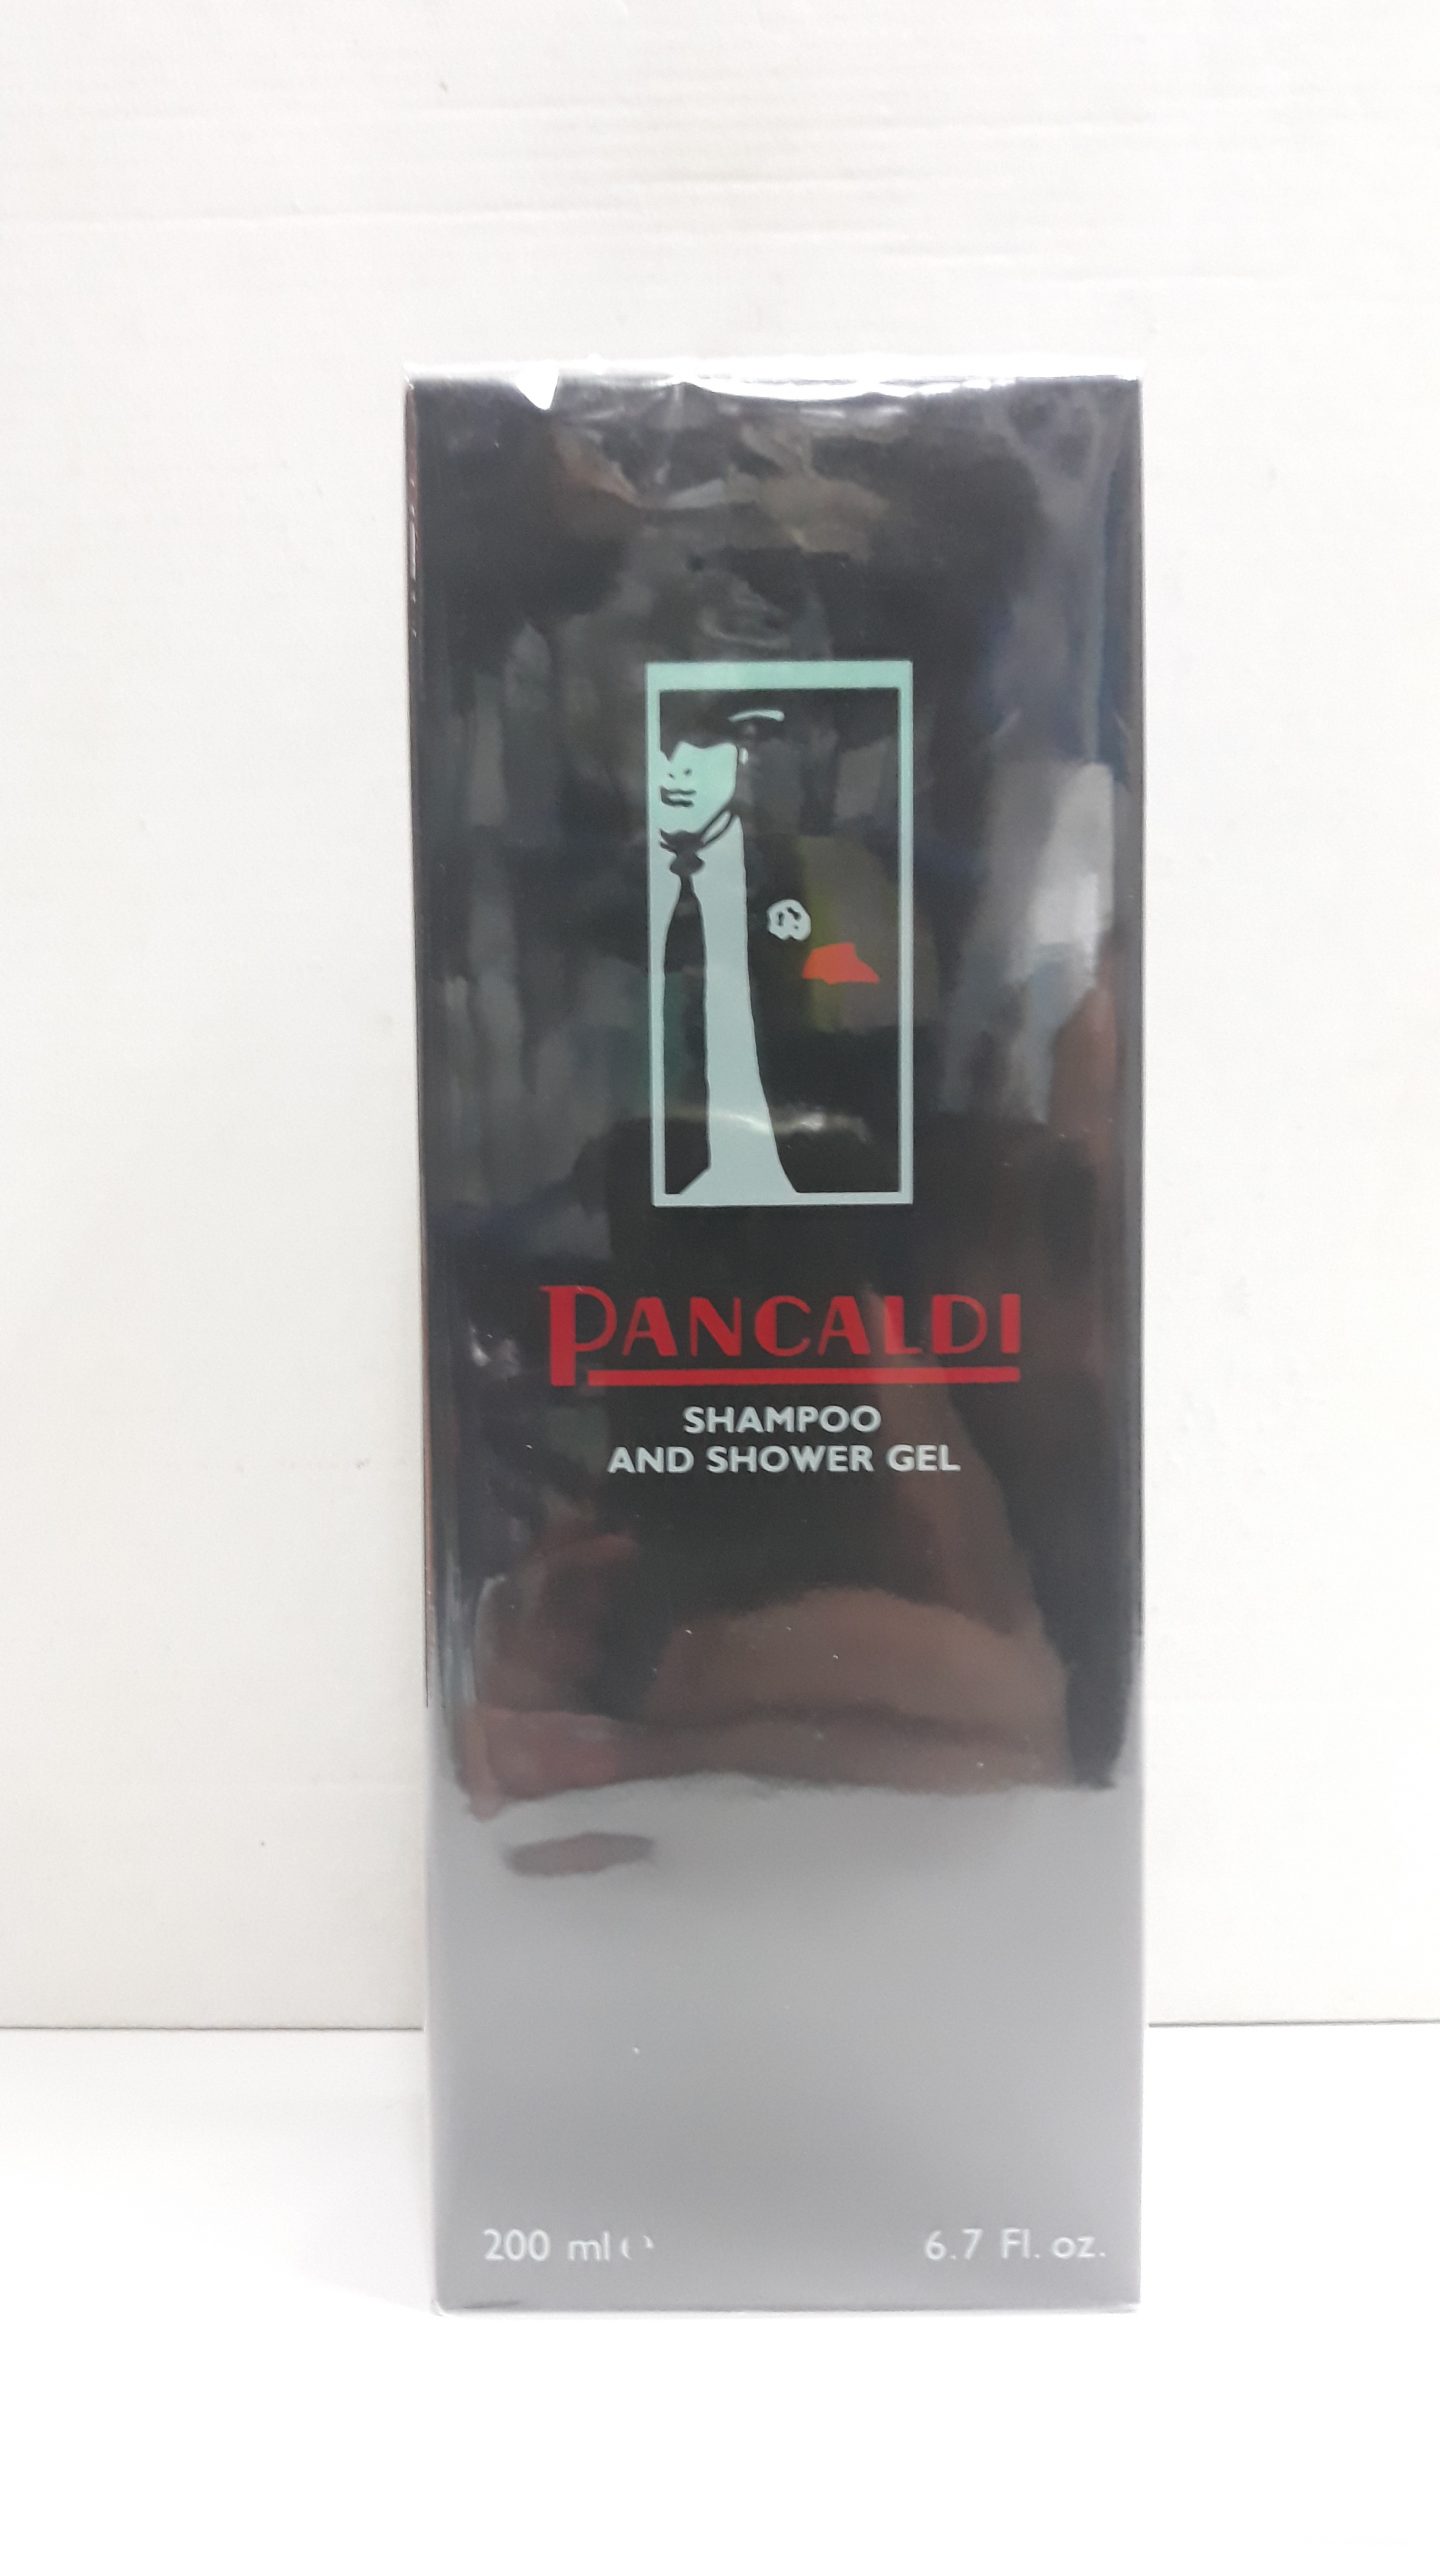 PANCALDI
SHAMPOO
AND SHOWER GEL
200 ml ℮
6.7 Fl. oz.